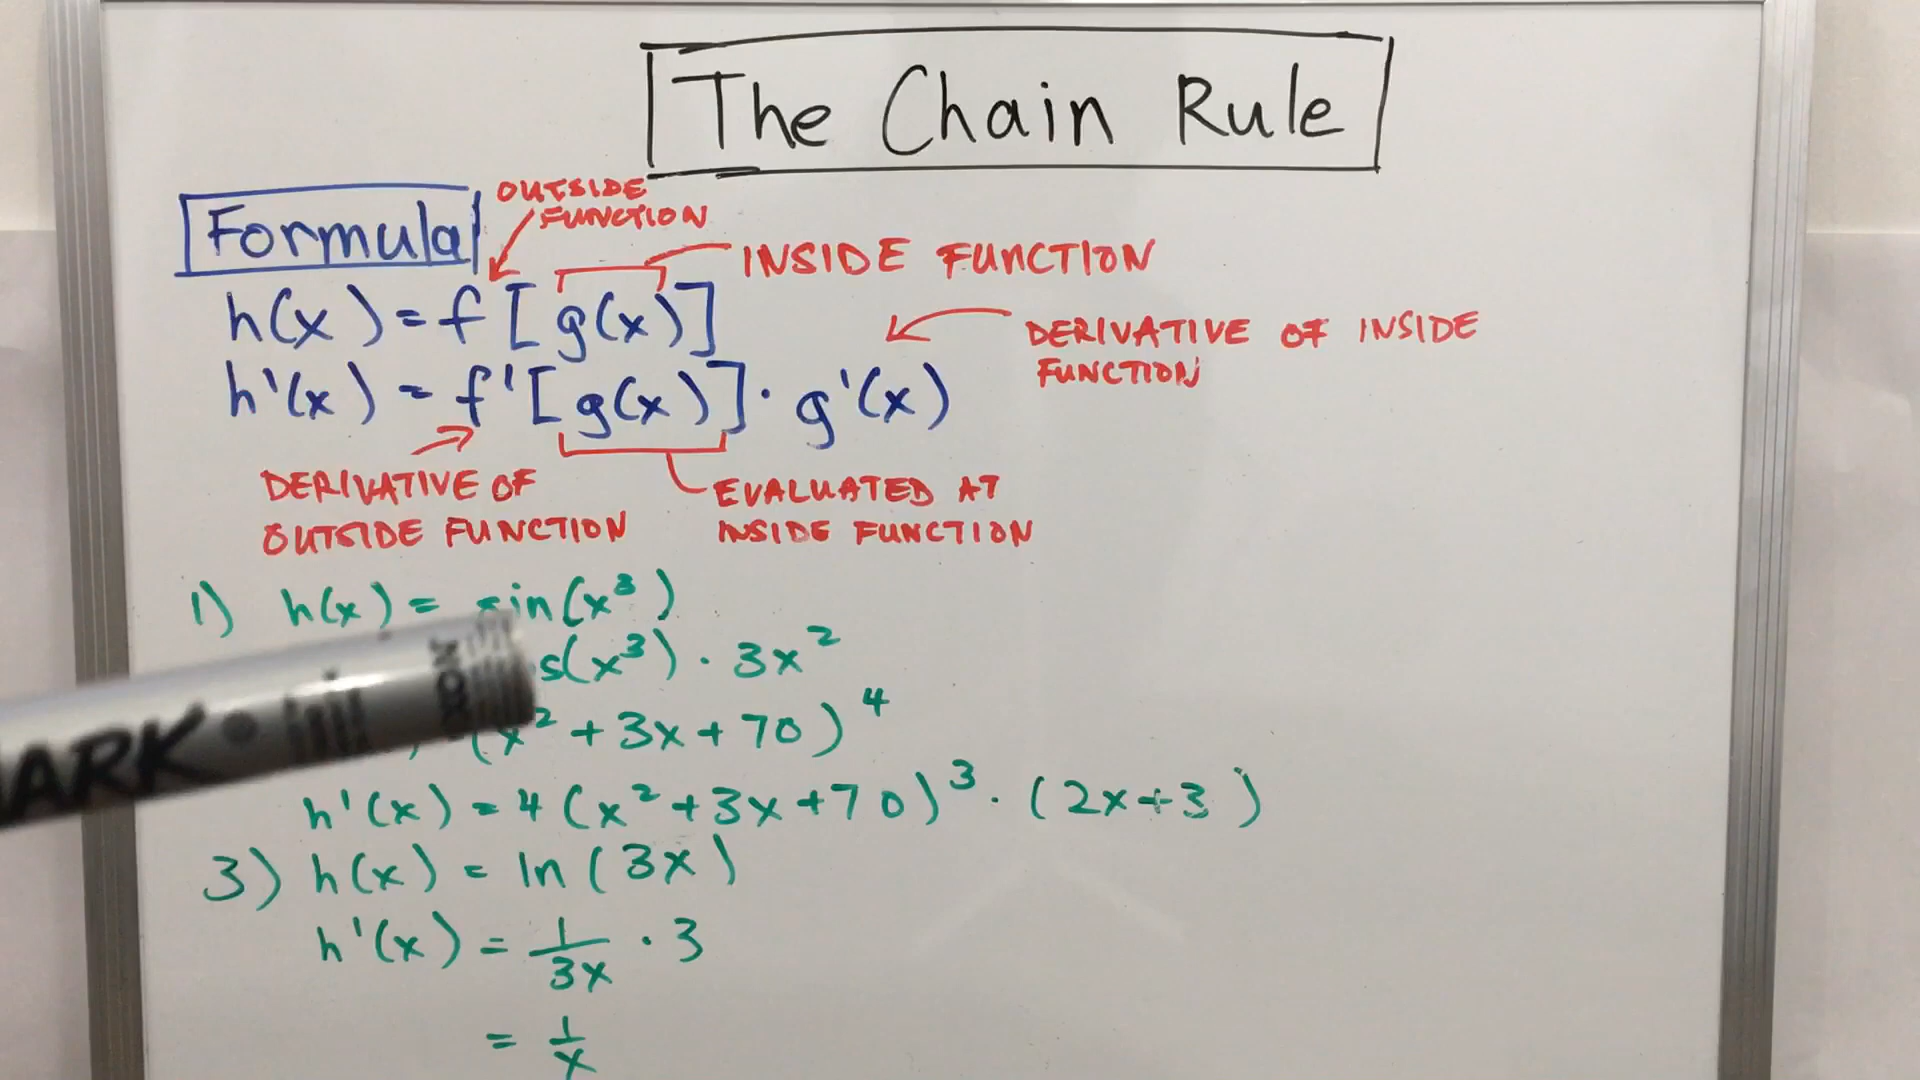 The Chain Rule
Formula
OUTSIDE
FUNCTION
INSIDE FUNCTION
h(x) = f[g(x)]
DERIVATIVE OF INSIDE
FUNCTION
h'(x) = f'[g(x)] · g'(x)
DERIVATIVE OF
OUTSIDE FUNCTION
EVALUATED AT
INSIDE FUNCTION
1) h(x) = sin(x³)
s(x³) · 3x²
(x² + 3x + 70)⁴
h'(x) = 4(x² + 3x + 70)³ · (2x+3)
3) h(x) = ln(3x)
h'(x) = 1/3x · 3
= 1/x
ARK